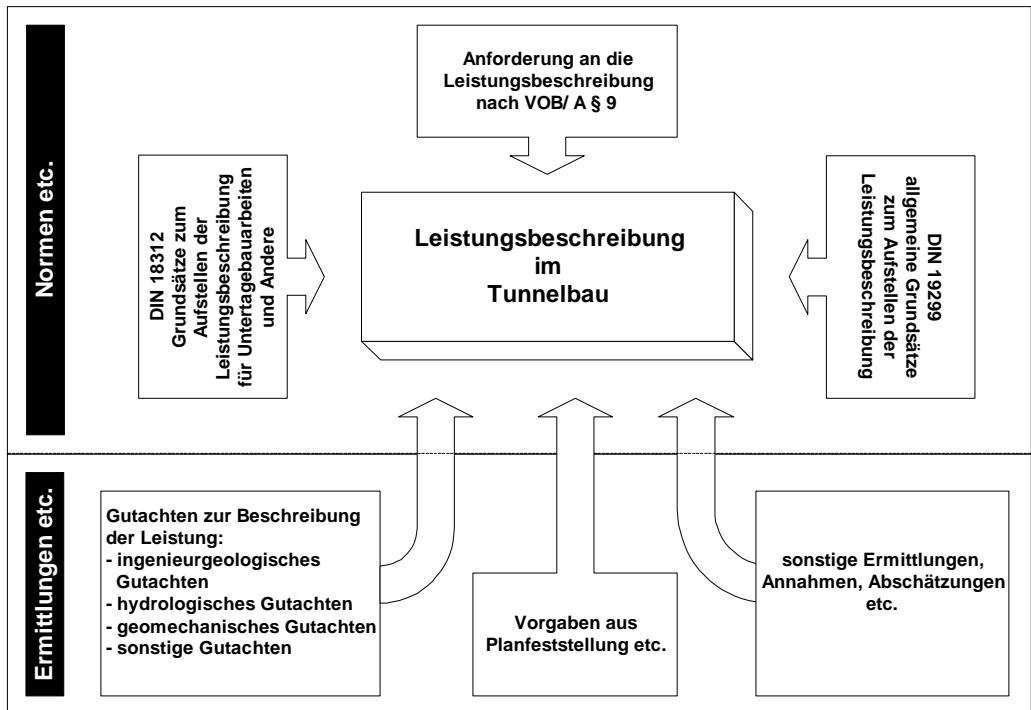 Normen etc.
Anforderung an die
Leistungsbeschreibung
nach VOB/ A § 9
DIN 18312
Grundsätze zum
Aufstellen der
Leistungsbeschreibung
für Untertagebauarbeiten
und Andere
Leistungsbeschreibung
im
Tunnelbau
DIN 19299
allgemeine Grundsätze
zum Aufstellen der
Leistungsbeschreibung
Ermittlungen etc.
Gutachten zur Beschreibung
der Leistung:
- ingenieurgeologisches
Gutachten
- hydrologisches Gutachten
- geomechanisches Gutachten
- sonstige Gutachten
Vorgaben aus
Planfeststellung etc.
sonstige Ermittlungen,
Annahmen, Abschätzungen
etc.